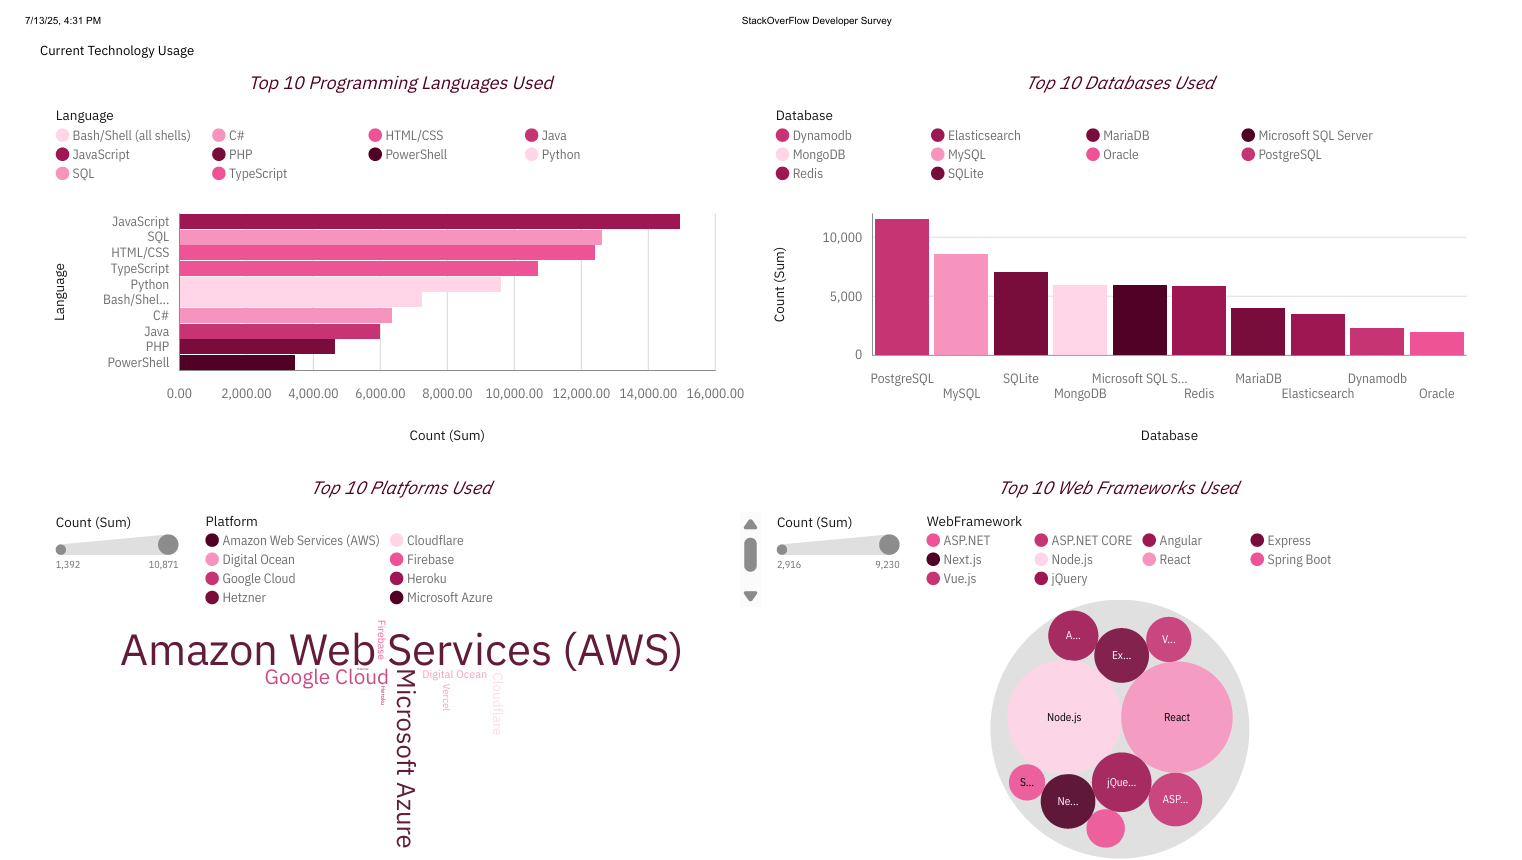 7/13/25, 4:31 PM
StackOverFlow Developer Survey
Current Technology Usage
Top 10 Programming Languages Used
Language
Bash/Shell (all shells)
C#
HTML/CSS
Java
JavaScript
PHP
PowerShell
Python
SQL
TypeScript
Language
JavaScript
SQL
HTML/CSS
TypeScript
Python
Bash/Shel...
C#
Java
PHP
PowerShell
0.00 2,000.00 4,000.00 6,000.00 8,000.00 10,000.00 12,000.00 14,000.00 16,000.00
Count (Sum)
Top 10 Databases Used
Database
Dynamodb
Elasticsearch
MariaDB
Microsoft SQL Server
MongoDB
MySQL
Oracle
PostgreSQL
Redis
SQLite
Count (Sum)
10,000
5,000
0
PostgreSQL
MySQL
SQLite
MongoDB
Microsoft SQL S...
Redis
MariaDB
Elasticsearch
Dynamodb
Oracle
Database
Top 10 Platforms Used
Count (Sum)
1,392 10,871
Platform
Amazon Web Services (AWS)
Cloudflare
Digital Ocean
Firebase
Google Cloud
Heroku
Hetzner
Microsoft Azure
Firebase
Amazon Web Services (AWS)
Google Cloud
Heroku
Microsoft Azure
Digital Ocean
Vercel
Cloudflare
Top 10 Web Frameworks Used
Count (Sum)
2,916 9,230
WebFramework
ASP.NET
ASP.NET CORE
Angular
Express
Next.js
Node.js
React
Spring Boot
Vue.js
jQuery
A...
Ex...
V...
Node.js
React
S...
Ne...
jQue...
ASP...